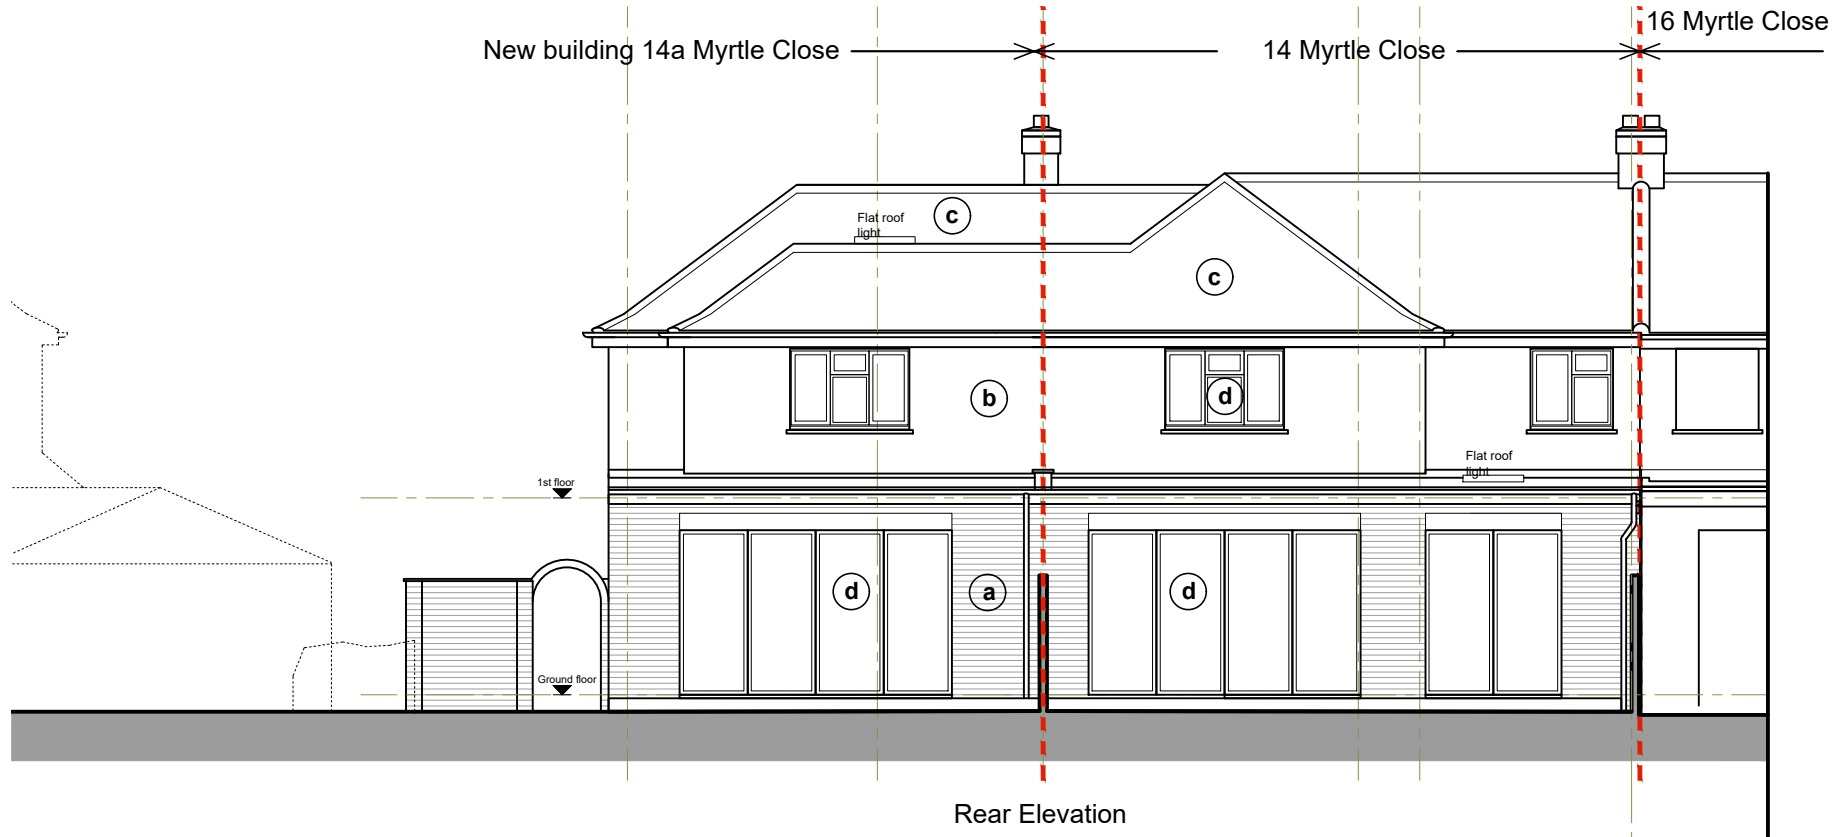 16 Myrtle Close
New building 14a Myrtle Close
14 Myrtle Close
Flat roof
light
c
c
b
d
Flat roof
light
1st floor
d
a
d
Ground floor
Rear Elevation